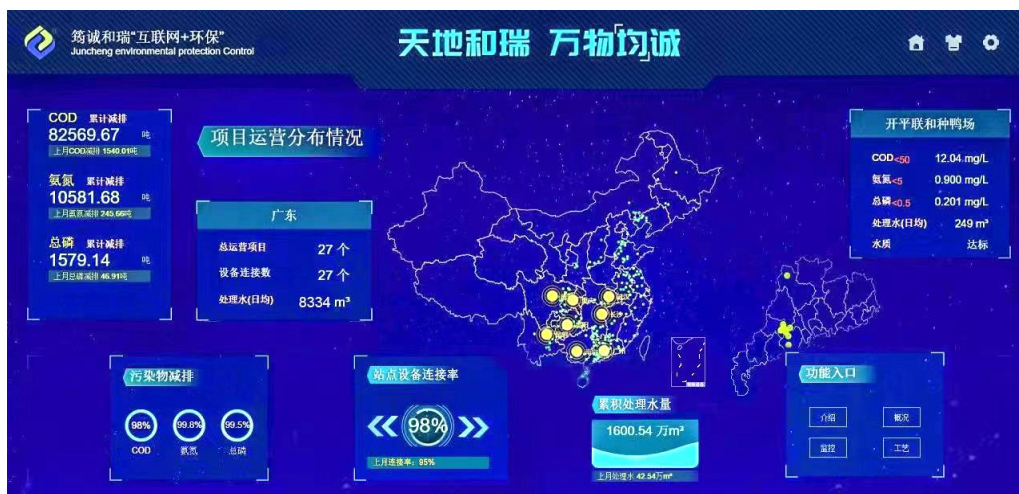 筠诚和瑞“互联网+环保”
Juncheng environmental protection Control
天地和瑞 万物均诚
COD 累计减排
82569.67 吨
上月COD减排 1540.01吨
氨氮 累计减排
10581.68 吨
上月氨氮减排 245.66吨
总磷 累计减排
1579.14 吨
上月总磷减排 46.91吨
项目运营分布情况
广东
总运营项目 27 个
设备连接数 27 个
处理水(日均) 8334 m³
开平联和种鸭场
COD<50 12.04 mg/L
氨氮<5 0.900 mg/L
总磷<0.5 0.201 mg/L
处理水(日均) 249 m³
水质 达标
污染物减排
98% 99.8% 99.5%
COD 氨氮 总磷
站点设备连接率
98%
上月连接率：95%
累积处理水量
1600.54 万m³
上月处理水 42.54万m³
功能入口
介绍 概况
监控 工艺